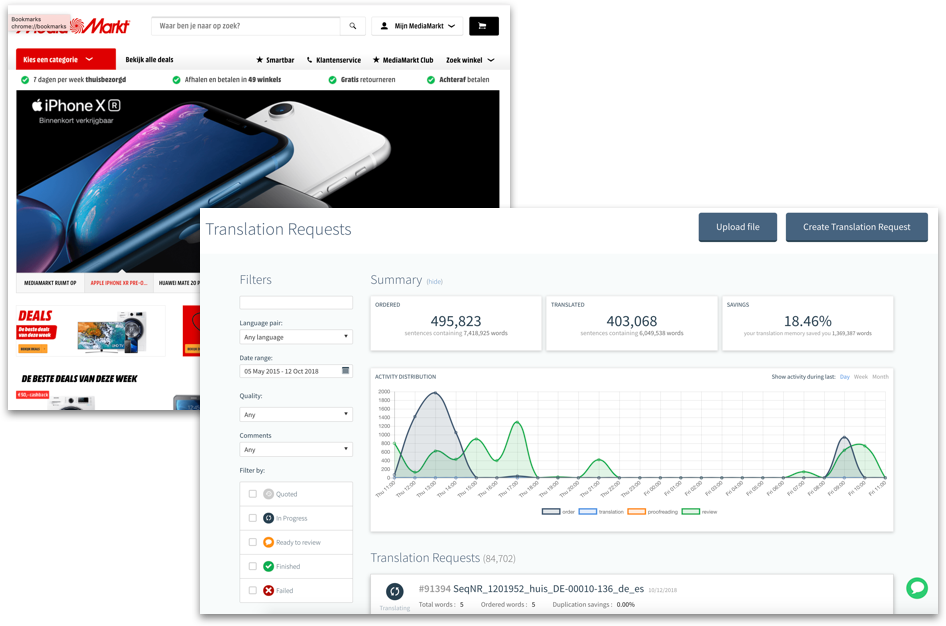 Bookmarks
chrome://bookmarks
Media Markt
Waar ben je naar op zoek?
Mijn MediaMarkt
Kies een categorie
Bekijk alle deals
Smartbar
Klantenservice
MediaMarkt Club
Zoek winkel
7 dagen per week thuisbezorgd
Afhalen en betalen in 49 winkels
Gratis retourneren
Achteraf betalen
iPhone XR
Binnenkort verkrijgbaar
MEDIAMARKT RUIMT OP
APPLE IPHONE XR PRE-O...
HUAWEI MATE 20 P
DEALS
De beste deals
van deze week
DE BESTE DEALS VAN DEZE WEEK
€50,- cashback
Translation Requests
Upload file
Create Translation Request
Filters
Language pair:
Any language
Date range:
05 May 2015 - 12 Oct 2018
Quality:
Any
Comments
Any
Filter by:
Quoted
In Progress
Ready to review
Finished
Failed
Summary (hide)
ORDERED
495,823
sentences containing 7,418,925 words
TRANSLATED
403,068
sentences containing 6,049,538 words
SAVINGS
18.46%
your translation memory saved you 1,369,387 words
ACTIVITY DISTRIBUTION
Show activity during last: Day Week Month
2000
1800
1600
1400
1200
1000
800
600
400
200
0
Thu 11:00
Thu 12:00
Thu 13:00
Thu 14:00
Thu 15:00
Thu 16:00
Thu 17:00
Thu 18:00
Thu 19:00
Thu 20:00
Thu 21:00
Thu 22:00
Thu 23:00
Fri 00:00
Fri 01:00
Fri 02:00
Fri 03:00
Fri 04:00
Fri 05:00
Fri 06:00
Fri 07:00
Fri 08:00
Fri 09:00
Fri 10:00
Fri 11:00
order
translation
proofreading
review
Translation Requests (84,702)
#91394 SeqNR_1201952_huis_DE-00010-136_de_es 10/12/2018
Translating
Total words : 5
Ordered words : 5
Duplication savings : 0.00%